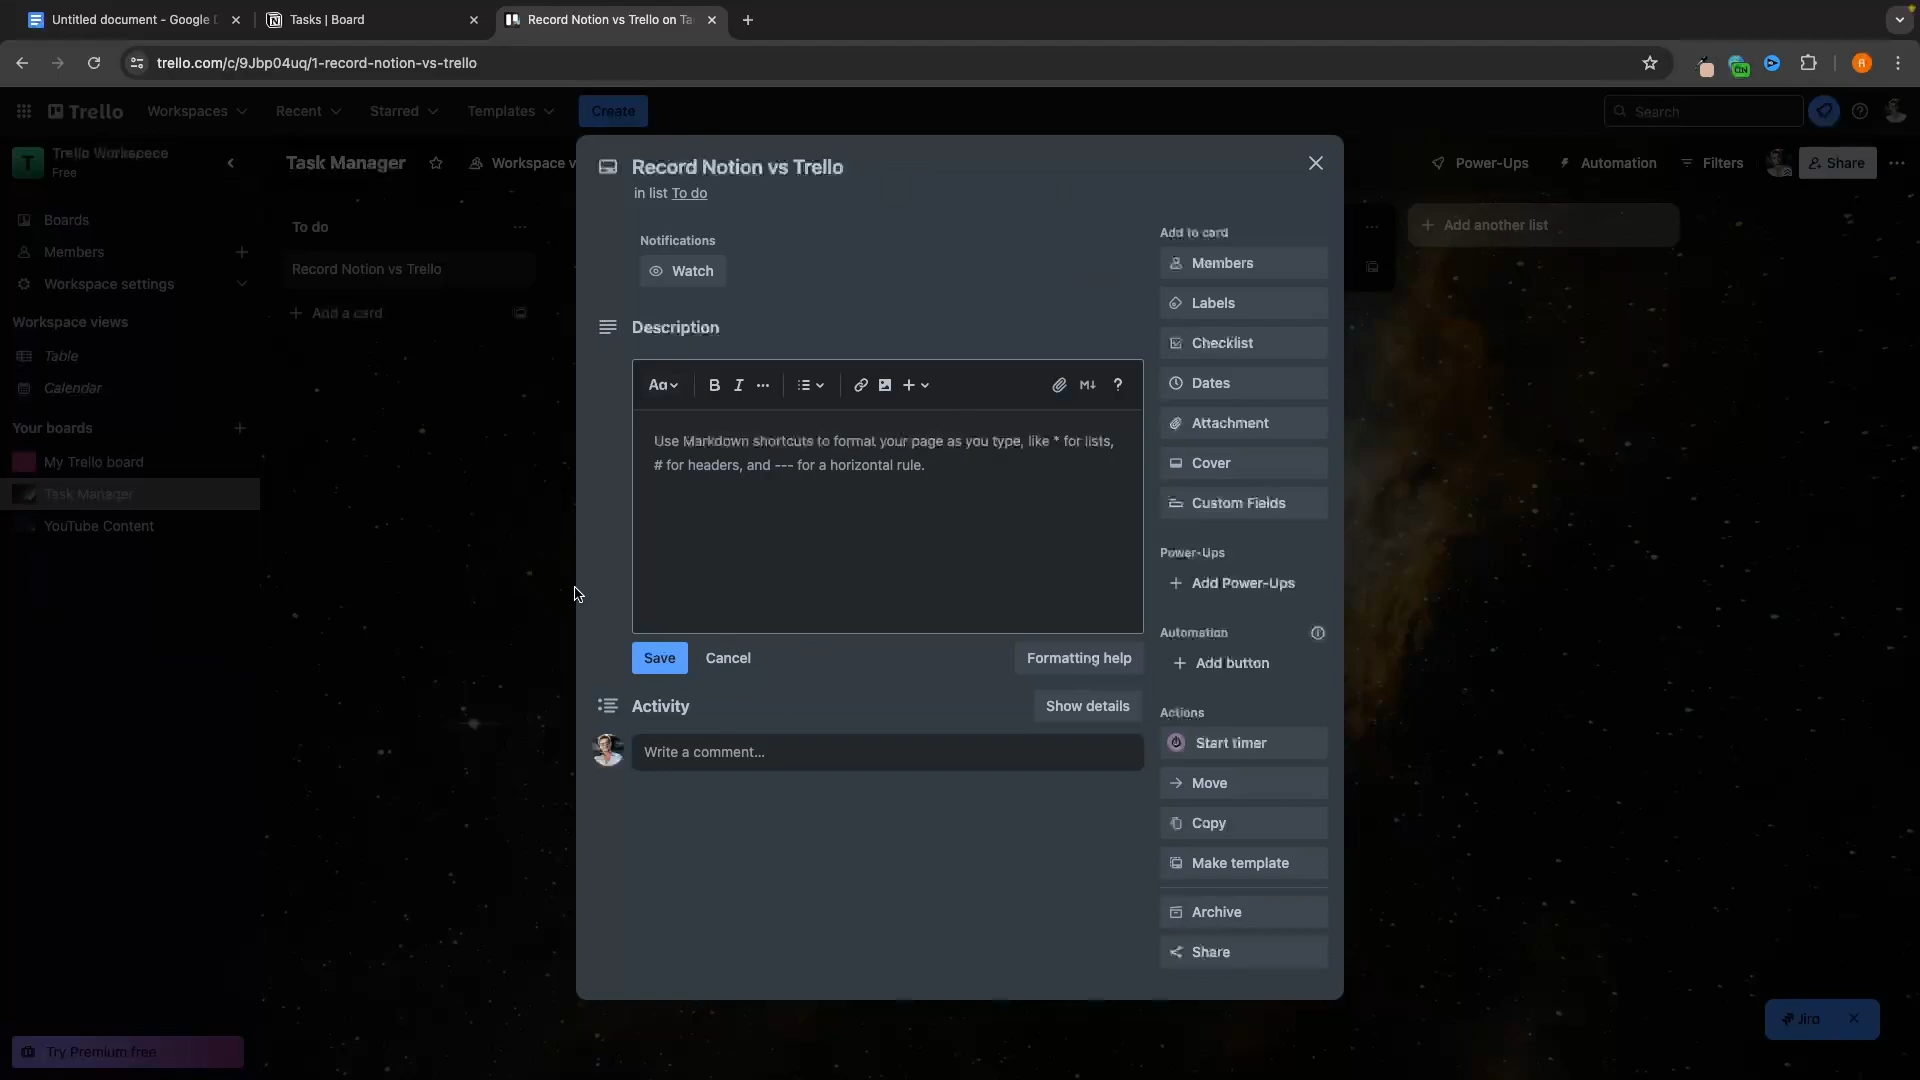 Untitled document - Google D
Tasks | Board
Record Notion vs Trello on Ta
trello.com/c/9Jbp04uq/1-record-notion-vs-trello
Trello
Workspaces
Recent
Starred
Templates
Create
Search
T
Trello Workspace
Free
Task Manager
Workspace v
Power-Ups
Automation
Filters
Share
Boards
Members
Workspace settings
Workspace views
Table
Calendar
Your boards
My Trello board
Task Manager
YouTube Content
Try Premium free
To do
Record Notion vs Trello
Add a card
Add another list
Record Notion vs Trello
in list To do
Notifications
Watch
Description
Aa
B
I
M↓
?
Use Markdown shortcuts to format your page as you type, like * for lists,
# for headers, and --- for a horizontal rule.
Save
Cancel
Formatting help
Activity
Show details
Write a comment...
Add to card
Members
Labels
Checklist
Dates
Attachment
Cover
Custom Fields
Power-Ups
Add Power-Ups
Automation
Add button
Actions
Start timer
Move
Copy
Make template
Archive
Share
Jira